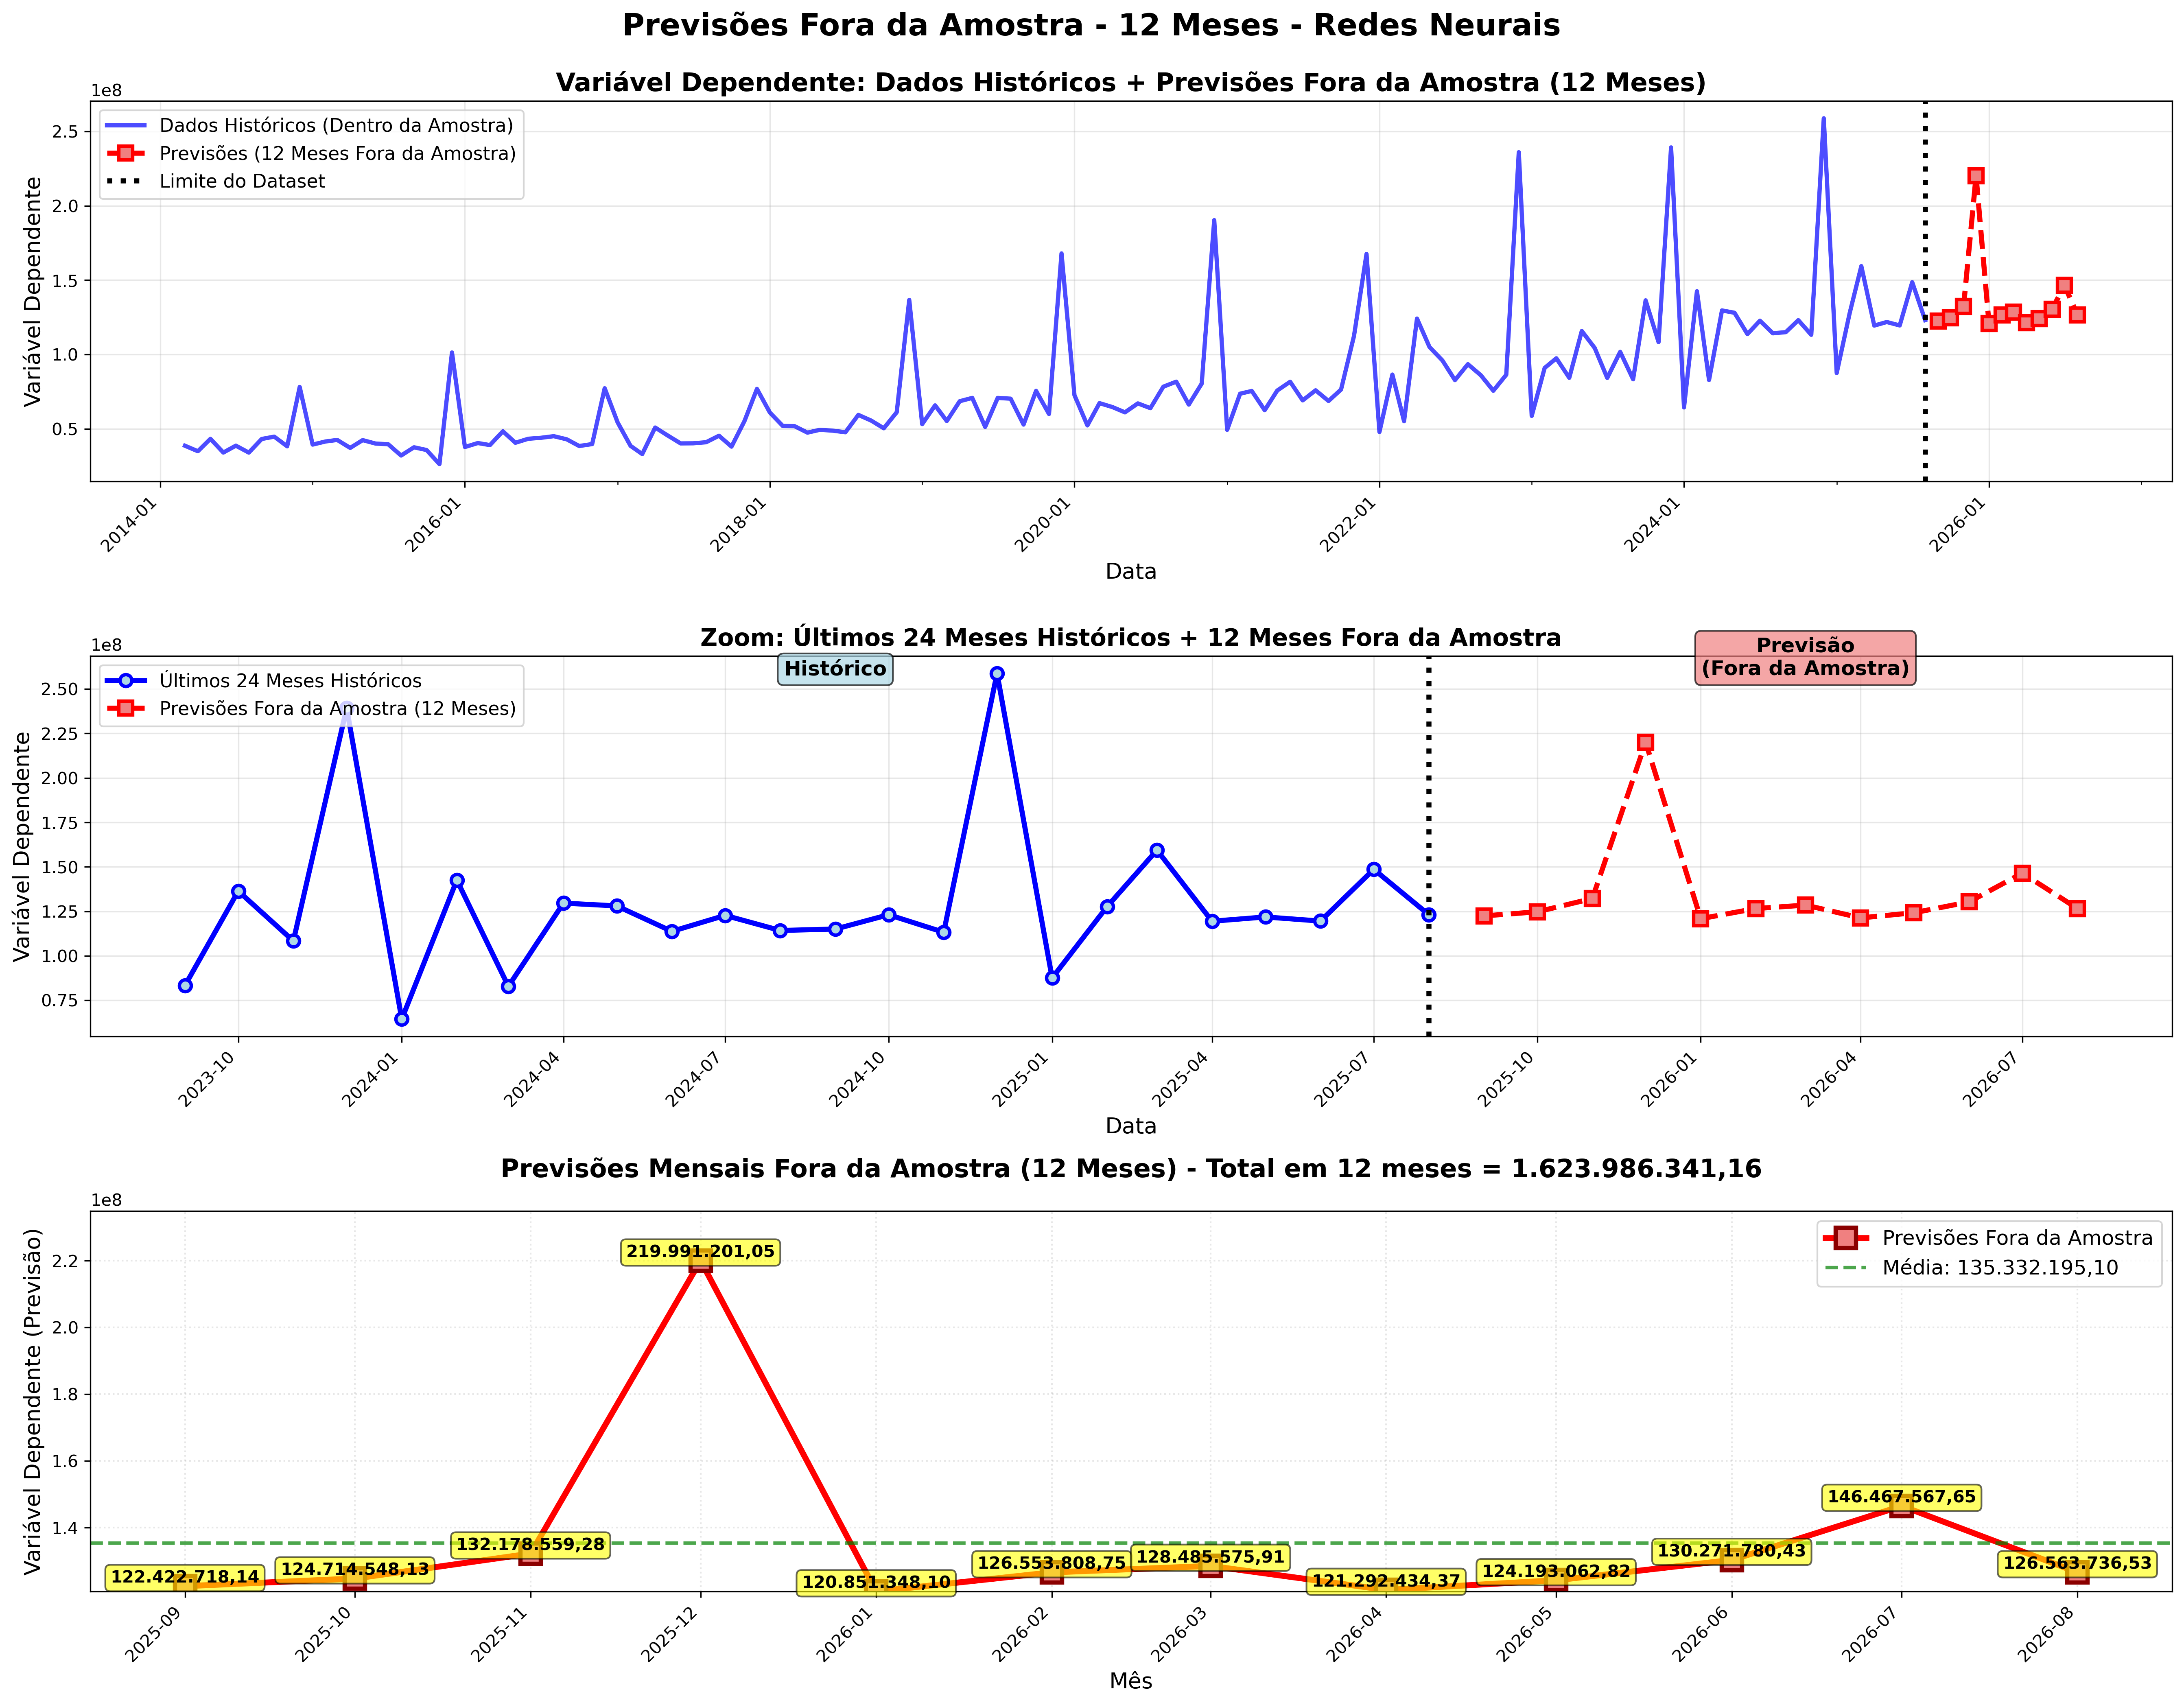 Previsões Fora da Amostra - 12 Meses - Redes Neurais
Variável Dependente: Dados Históricos + Previsões Fora da Amostra (12 Meses)
1e8
Dados Históricos (Dentro da Amostra)
Previsões (12 Meses Fora da Amostra)
Limite do Dataset
Variável Dependente
2.5
2.0
1.5
1.0
0.5
2014-01
2016-01
2018-01
2020-01
2022-01
2024-01
2026-01
Data
Zoom: Últimos 24 Meses Históricos + 12 Meses Fora da Amostra
1e8
Últimos 24 Meses Históricos
Previsões Fora da Amostra (12 Meses)
Histórico
Previsão
(Fora da Amostra)
Variável Dependente
2.50
2.25
2.00
1.75
1.50
1.25
1.00
0.75
2023-10
2024-01
2024-04
2024-07
2024-10
2025-01
2025-04
2025-07
2025-10
2026-01
2026-04
2026-07
Data
Previsões Mensais Fora da Amostra (12 Meses) - Total em 12 meses = 1.623.986.341,16
1e8
Previsões Fora da Amostra
Média: 135.332.195,10
Variável Dependente (Previsão)
2.2
2.0
1.8
1.6
1.4
122.422.718,14
124.714.548,13
132.178.559,28
219.991.201,05
120.851.348,10
126.553.808,75
128.485.575,91
121.292.434,37
124.193.062,82
130.271.780,43
146.467.567,65
126.563.736,53
2025-09
2025-10
2025-11
2025-12
2026-01
2026-02
2026-03
2026-04
2026-05
2026-06
2026-07
2026-08
Mês